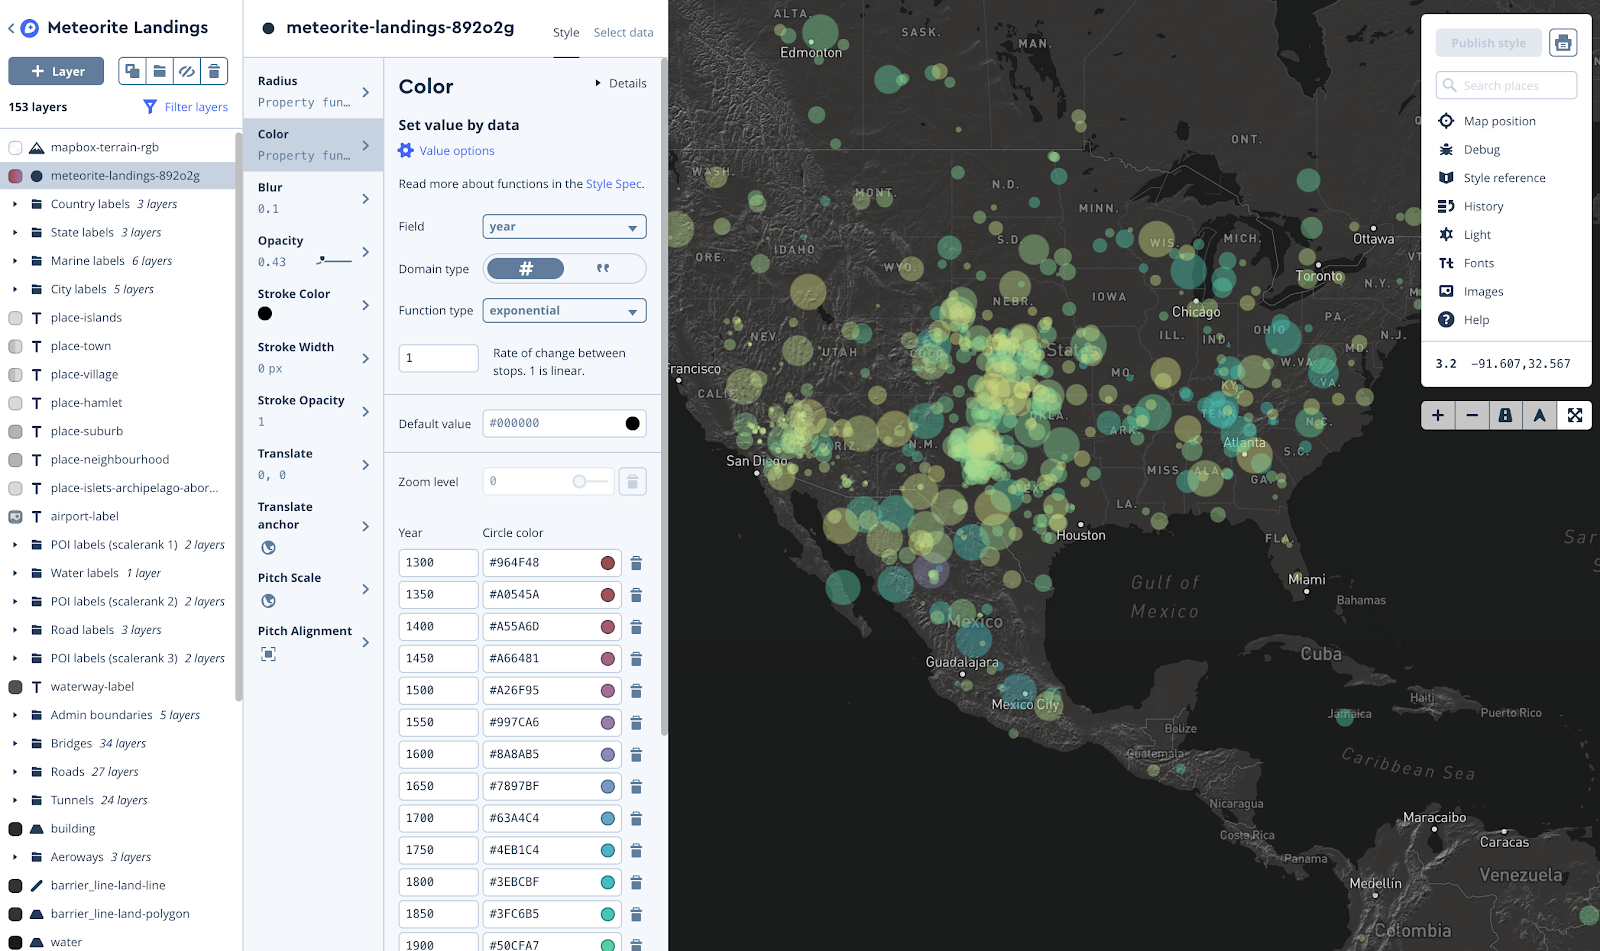 Meteorite Landings
+ Layer
153 layers
Filter layers
mapbox-terrain-rgb
meteorite-landings-892o2g
Country labels 3 layers
State labels 3 layers
Marine labels 6 layers
City labels 5 layers
place-islands
place-town
place-village
place-hamlet
place-suburb
place-neighbourhood
place-islets-archipelago-abor...
airport-label
POI labels (scalerank 1) 2 layers
Water labels 1 layer
POI labels (scalerank 2) 2 layers
Road labels 3 layers
POI labels (scalerank 3) 2 layers
waterway-label
Admin boundaries 5 layers
Bridges 34 layers
Roads 27 layers
Tunnels 24 layers
building
Aeroways 3 layers
barrier_line-land-line
barrier_line-land-polygon
water
meteorite-landings-892o2g
Style
Select data
Radius
Property fun...
Color
Property fun...
Blur
0.1
Opacity
0.43
Stroke Color
Stroke Width
0 px
Stroke Opacity
1
Translate
0, 0
Translate
anchor
Pitch Scale
Pitch Alignment
Color
Details
Set value by data
Value options
Read more about functions in the Style Spec.
Field
year
Domain type
#
"
Function type
exponential
1
Rate of change between
stops. 1 is linear.
Default value
#000000
Zoom level
0
Year
Circle color
1300 #964F48
1350 #A0545A
1400 #A55A6D
1450 #A66481
1500 #A26F95
1550 #997CA6
1600 #8A8AB5
1650 #7897BF
1700 #63A4C4
1750 #4EB1C4
1800 #3EBCBF
1850 #3FC6B5
1900 #50CFA7
ALTA.
SASK.
MAN.
Edmonton
ONT.
WASH.
MONT.
N.D.
MINN.
S.D.
WIS.
MICH.
Ottawa
VT
ORE.
IDAHO
WYO.
Toronto
N.Y.
NEBR.
IOWA
Chicago
NEV.
UTAH
COLO.
States
ILL.
IND.
OHIO
PA.
N.J.
MD.
W.VA.
VA.
Francisco
CALIF.
MO.
KY.
ARIZ.
N.M.
OKLA.
ARK.
TENN.
N.C.
San Diego
Atlanta
S.C.
MISS.
ALA.
GA.
TEX.
LA.
Houston
FLA.
Miami
Bahamas
Gulf of
Mexico
Mexico
Guadalajara
Mexico City
Cuba
Haiti
Jamaica
Puerto Rico
Belize
Guatemala
Caribbean Sea
Nicaragua
Costa Rica
Panama
Maracaibo
Caracas
Medellín
Venezuela
Colombia
Sar
S
Publish style
Search places
Map position
Debug
Style reference
History
Light
Fonts
Images
Help
3.2 -91.607,32.567